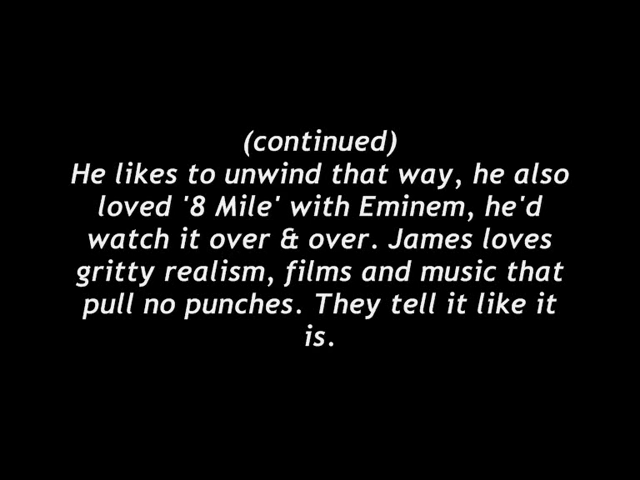 (continued)
He likes to unwind that way, he also
loved '8 Mile' with Eminem, he'd
watch it over & over. James loves
gritty realism, films and music that
pull no punches. They tell it like it
is.